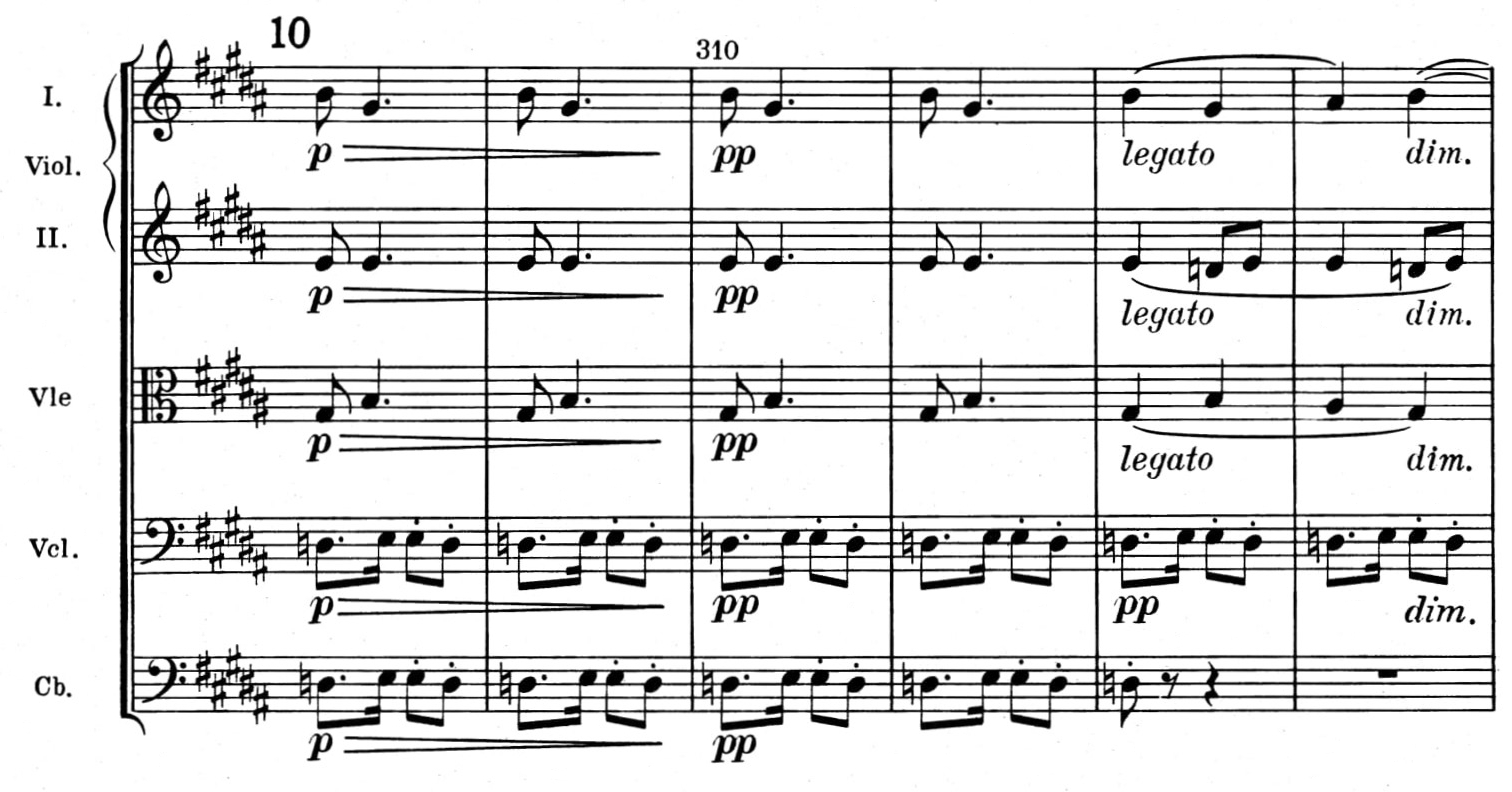 10
310
I.
Viol.
p pp legato dim.
II.
p pp legato dim.
Vle
p pp legato dim.
Vcl.
p pp pp dim.
Cb.
p pp